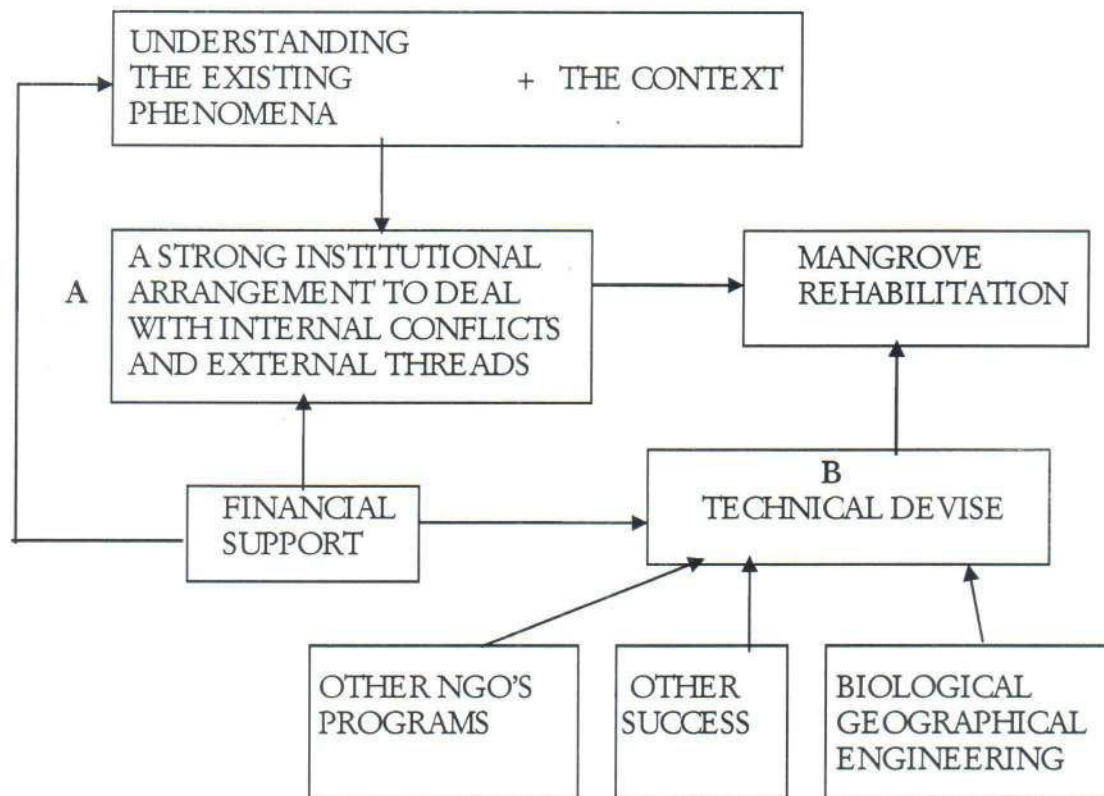 UNDERSTANDING
THE EXISTING + THE CONTEXT
PHENOMENA
A
A STRONG INSTITUTIONAL
ARRANGEMENT TO DEAL
WITH INTERNAL CONFLICTS
AND EXTERNAL THREADS
MANGROVE
REHABILITATION
FINANCIAL
SUPPORT
B
TECHNICAL DEVISE
OTHER NGO'S
PROGRAMS
OTHER
SUCCESS
BIOLOGICAL
GEOGRAPHICAL
ENGINEERING